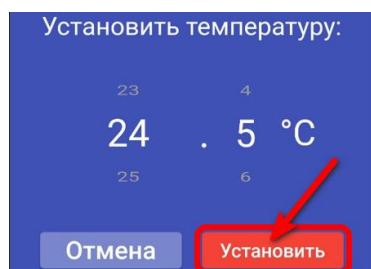 Установить температуру:
23 4
24 . 5 °C
25 6
Отмена Установить